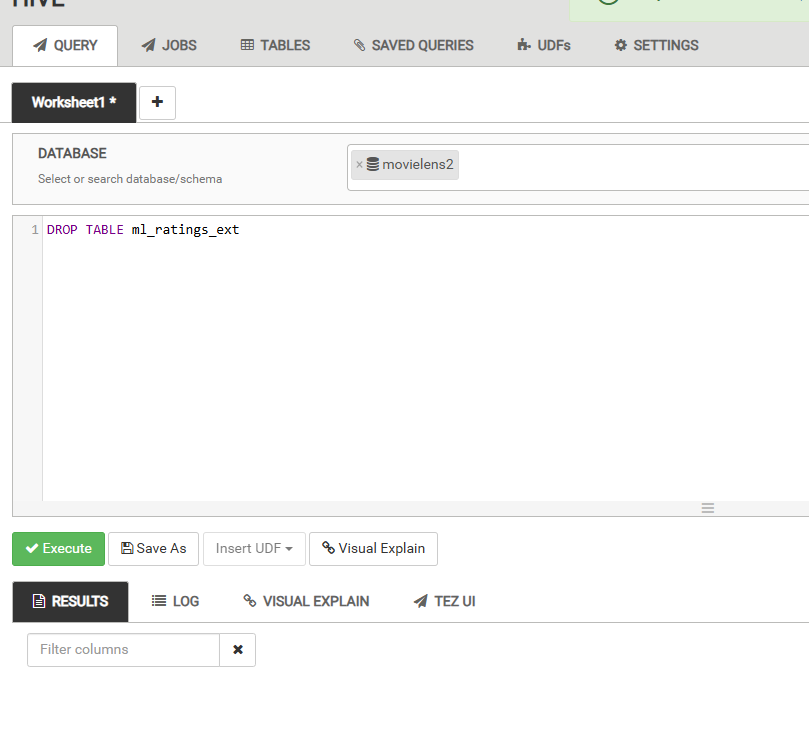 HIVE
QUERY JOBS TABLES SAVED QUERIES UDFs SETTINGS
Worksheet1 * +
DATABASE
Select or search database/schema
× movielens2
1 DROP TABLE ml_ratings_ext
Execute Save As Insert UDF Visual Explain
RESULTS LOG VISUAL EXPLAIN TEZ UI
Filter columns